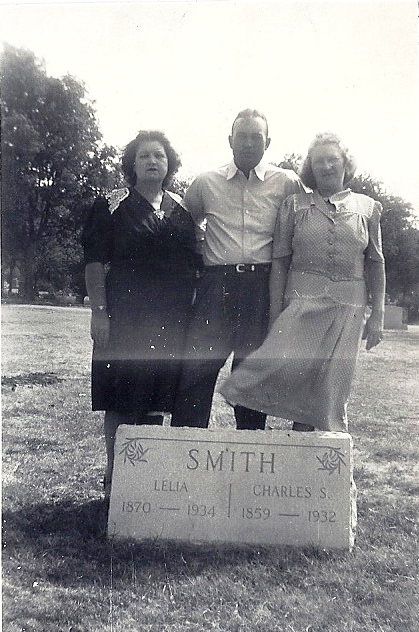 SMITH
LELIA CHARLES S.
1870 — 1934 1859 — 1932